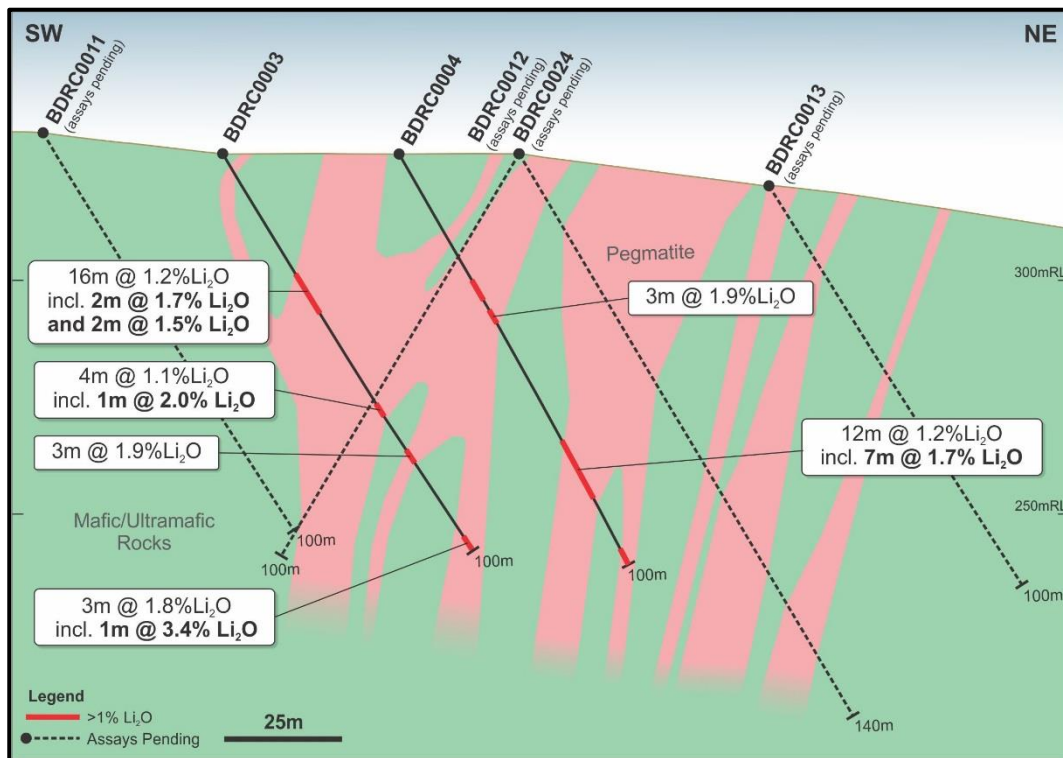 SW
NE
BDRC0011
(assays pending)
BDRC0003
BDRC0004
BDRC0012
(assays pending)
BDRC0024
(assays pending)
BDRC0013
(assays pending)
Pegmatite
300mRL
16m @ 1.2%Li₂O
incl. 2m @ 1.7% Li₂O
and 2m @ 1.5% Li₂O
3m @ 1.9%Li₂O
4m @ 1.1%Li₂O
incl. 1m @ 2.0% Li₂O
3m @ 1.9%Li₂O
12m @ 1.2%Li₂O
incl. 7m @ 1.7% Li₂O
250mRL
Mafic/Ultramafic
Rocks
100m
100m
100m
100m
100m
140m
3m @ 1.8%Li₂O
incl. 1m @ 3.4% Li₂O
Legend
>1% Li₂O
Assays Pending
25m